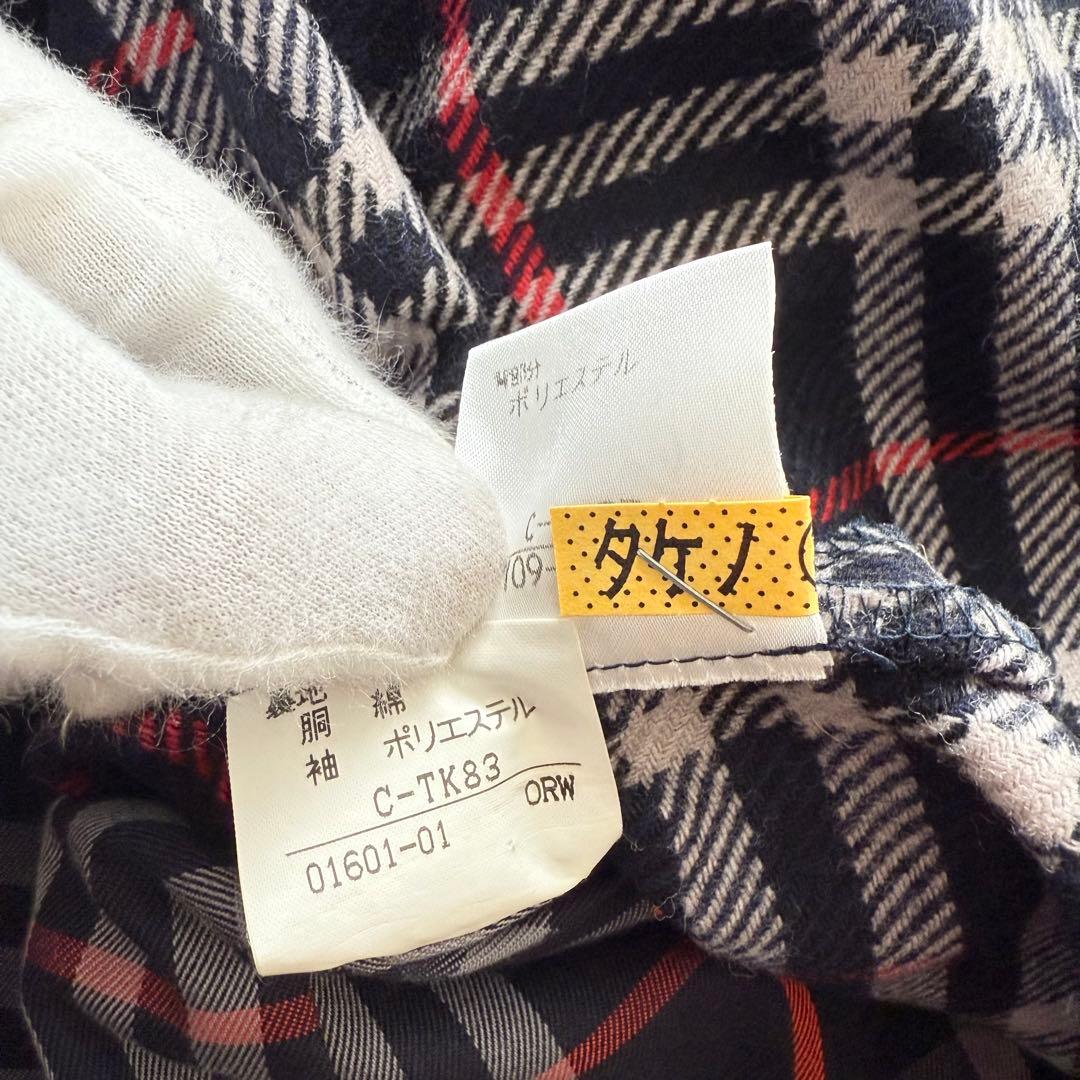 ポリエステル
C-
タケノ
09-
裏地 綿
胴 ポリエステル
袖
C-TK83
ORW
01601-01